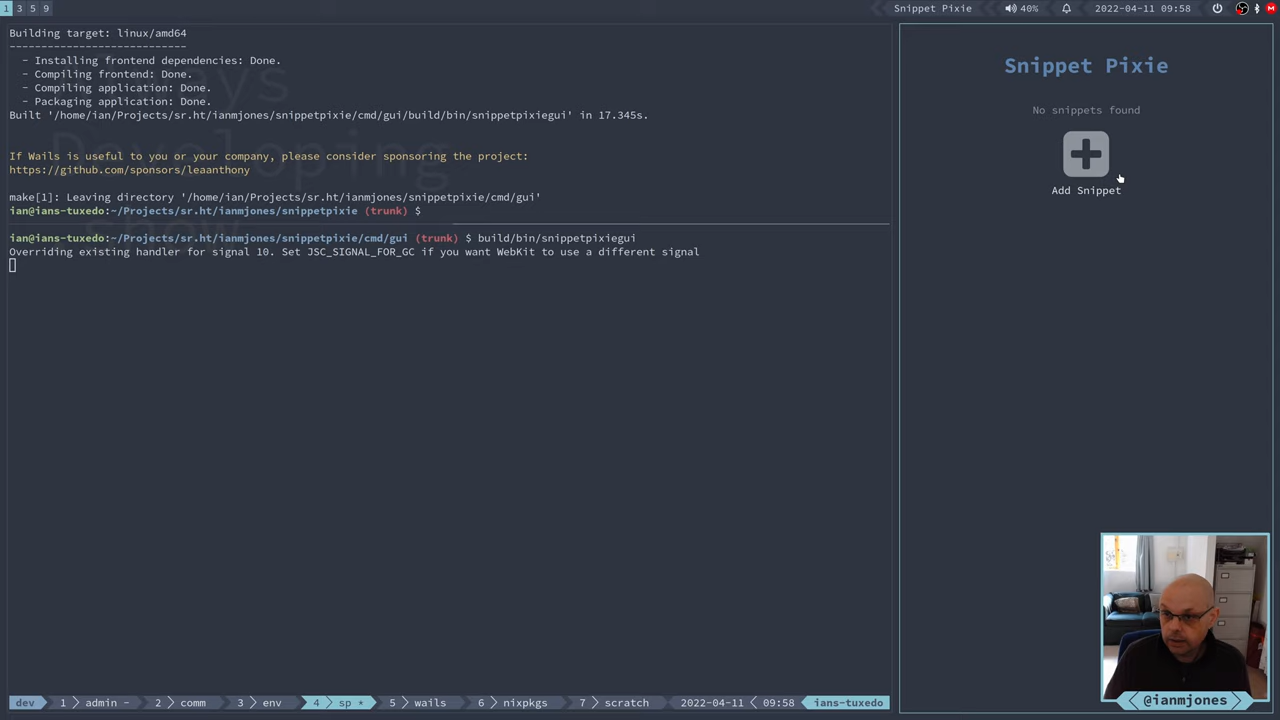 1 3 5 9
Snippet Pixie
40%
2022-04-11 09:58
Building target: linux/amd64
---------------------------
- Installing frontend dependencies: Done.
- Compiling frontend: Done.
- Compiling application: Done.
- Packaging application: Done.
Built '/home/ian/Projects/sr.ht/ianmjones/snippetpixie/cmd/gui/build/bin/snippetpixiegui' in 17.345s.
If Wails is useful to you or your company, please consider sponsoring the project:
https://github.com/sponsors/leaanthony
make[1]: Leaving directory '/home/ian/Projects/sr.ht/ianmjones/snippetpixie/cmd/gui'
ian@ians-tuxedo:~/Projects/sr.ht/ianmjones/snippetpixie (trunk) $
ian@ians-tuxedo:~/Projects/sr.ht/ianmjones/snippetpixie/cmd/gui (trunk) $ build/bin/snippetpixiegui
Overriding existing handler for signal 10. Set JSC_SIGNAL_FOR_GC if you want WebKit to use a different signal
Days
Developing
show
Snippet Pixie
No snippets found
Add Snippet
dev 1 admin - 2 comm 3 env 4 sp * 5 wails 6 nixpkgs 7 scratch 2022-04-11 09:58 ians-tuxedo
@ianmjones